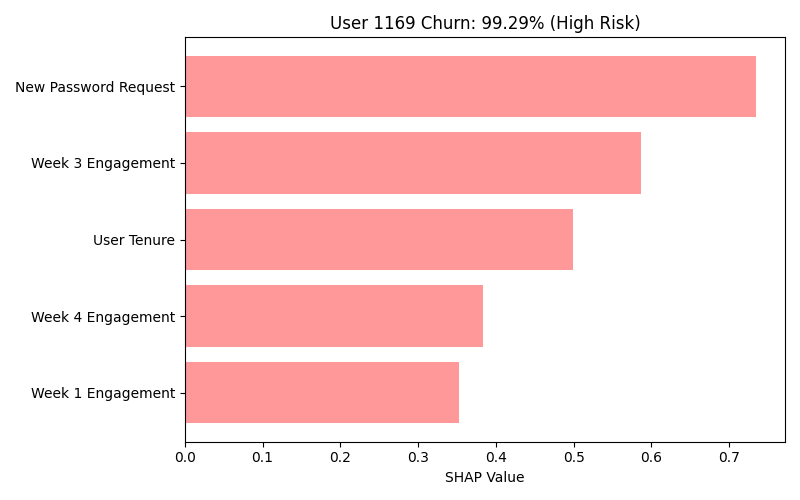 User 1169 Churn: 99.29% (High Risk)
New Password Request
Week 3 Engagement
User Tenure
Week 4 Engagement
Week 1 Engagement
0.0 0.1 0.2 0.3 0.4 0.5 0.6 0.7
SHAP Value